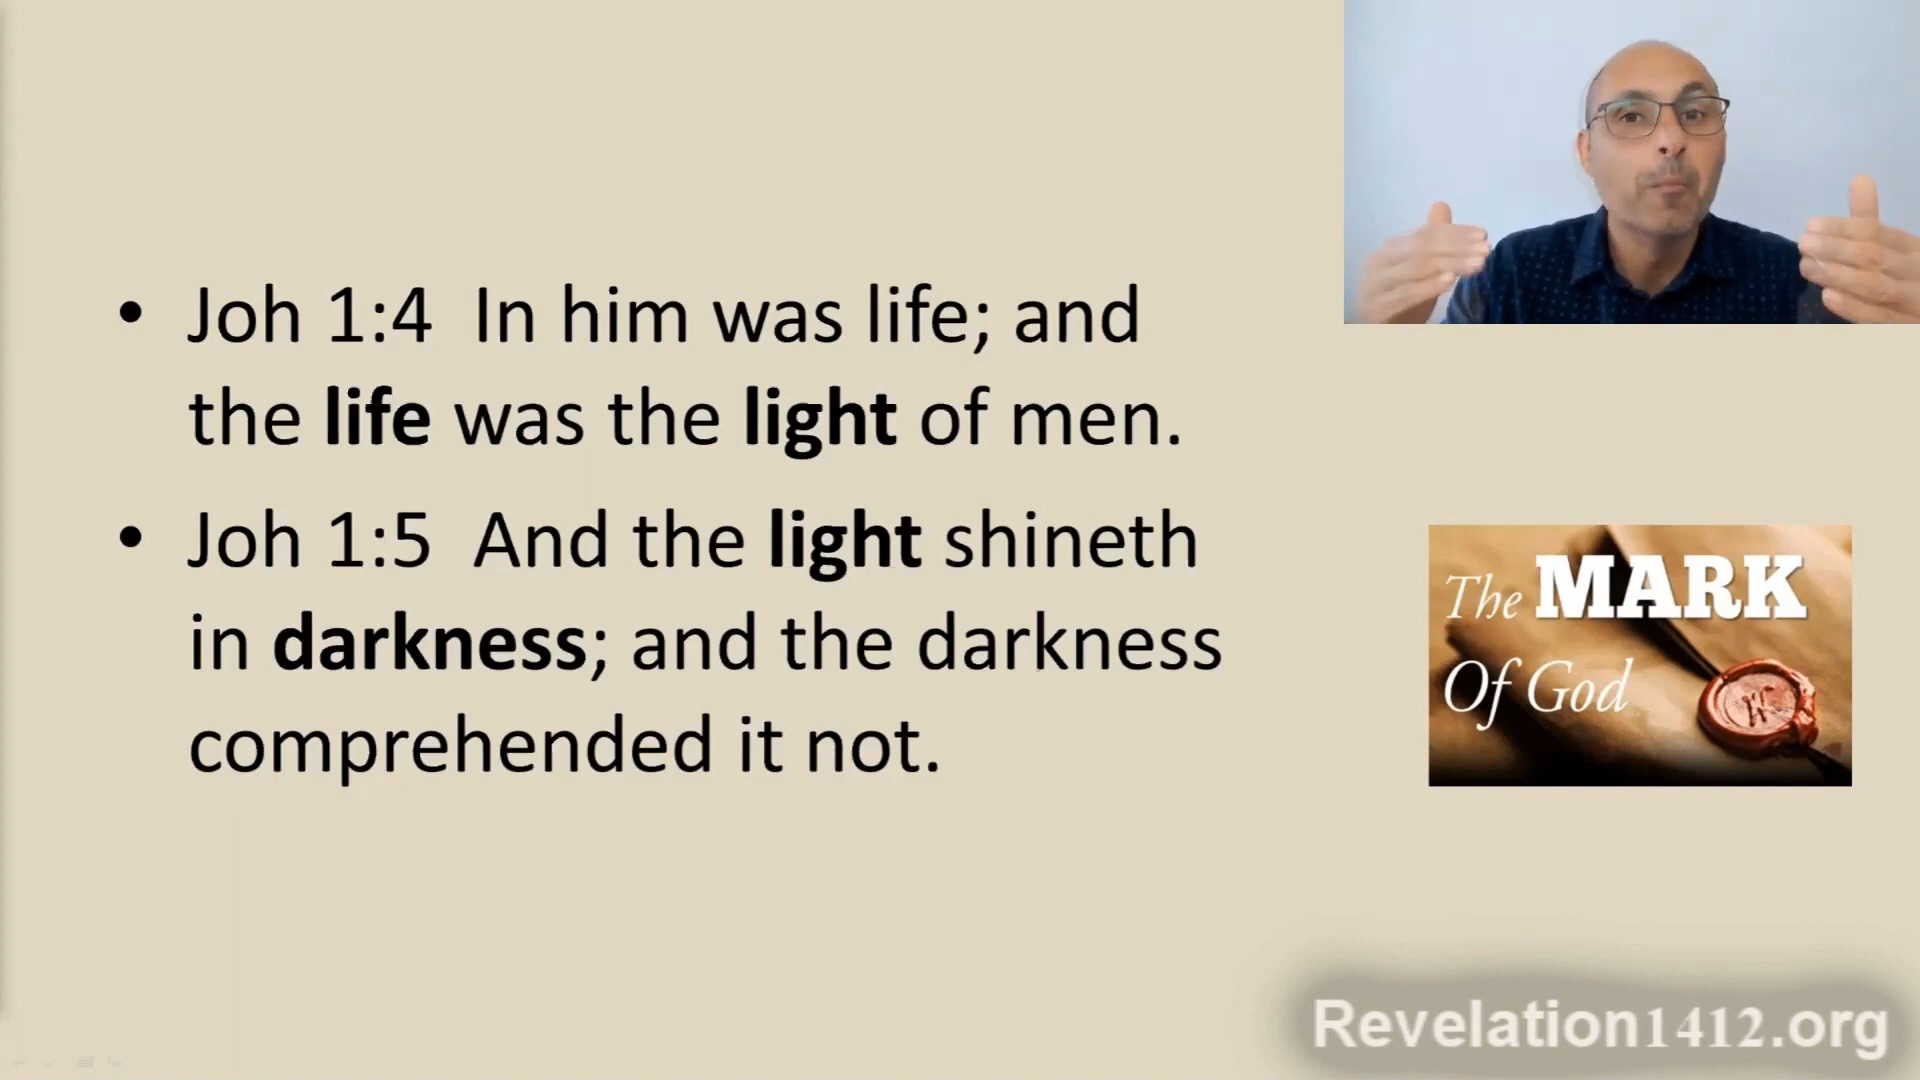 • Joh 1:4  In him was life; and
the life was the light of men.
• Joh 1:5  And the light shineth
in darkness; and the darkness
comprehended it not.
The MARK
Of God
Revelation1412.org